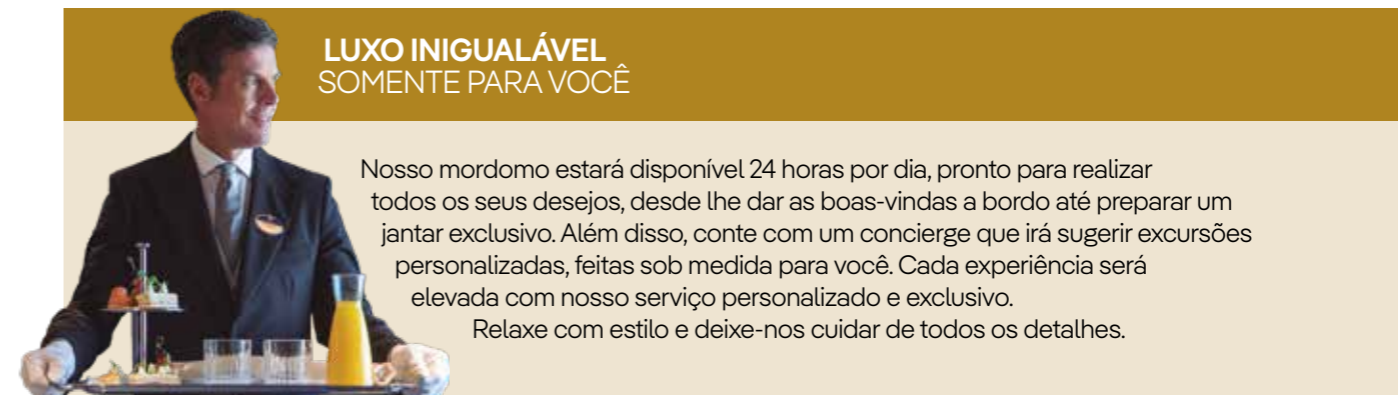 LUXO INIGUALÁVEL
SOMENTE PARA VOCÊ
Nosso mordomo estará disponível 24 horas por dia, pronto para realizar
todos os seus desejos, desde lhe dar as boas-vindas a bordo até preparar um
jantar exclusivo. Além disso, conte com um concierge que irá sugerir excursões
personalizadas, feitas sob medida para você. Cada experiência será
elevada com nosso serviço personalizado e exclusivo.
Relaxe com estilo e deixe-nos cuidar de todos os detalhes.